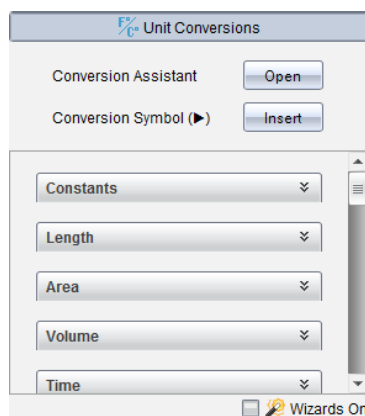 F°/C° Unit Conversions
Conversion Assistant Open
Conversion Symbol (►) Insert
Constants
Length
Area
Volume
Time
Wizards On